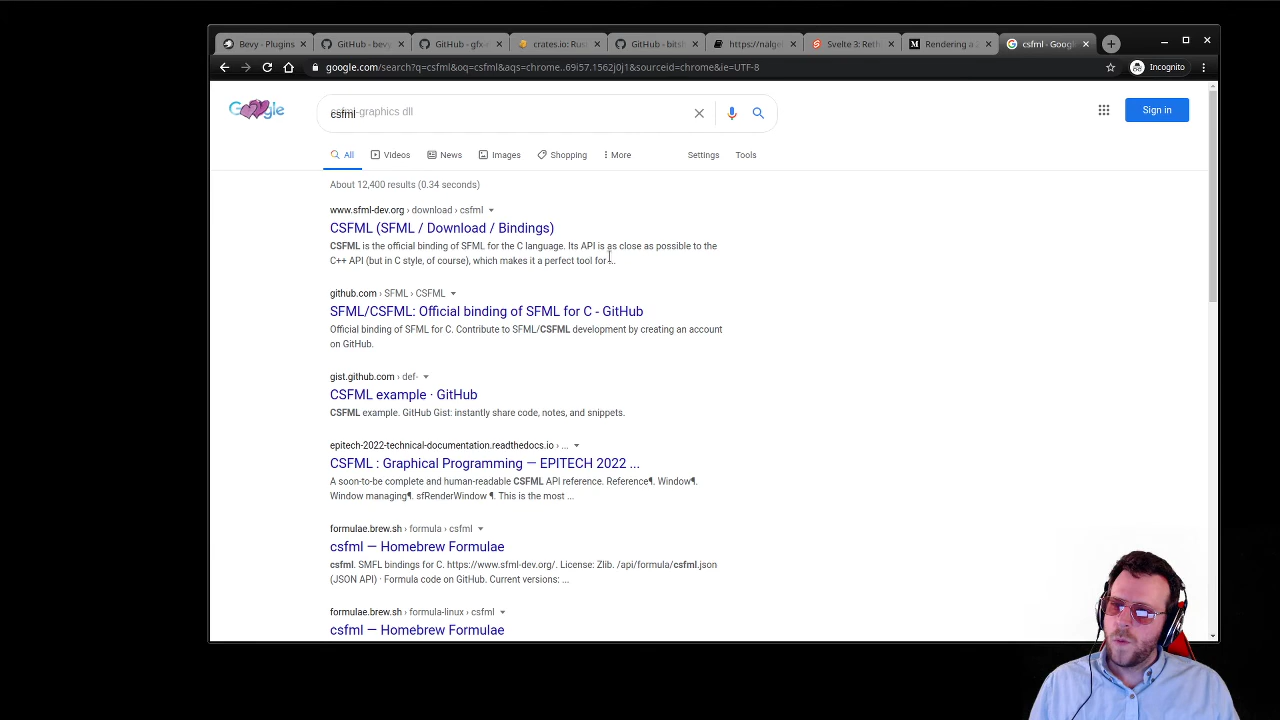 Bevy - Plugins
GitHub - bev
GitHub - gfx-
crates.io: Rus
GitHub - bits
https://nalge
Svelte 3: Reth
Rendering a
csfml - Goog
google.com/search?q=csfml&oq=csfml&aqs=chrome..69i57.1562j0j1&sourceid=chrome&ie=UTF-8
Incognito
csfml-graphics dll
csfml
Sign in
All
Videos
News
Images
Shopping
More
Settings
Tools
About 12,400 results (0.34 seconds)
www.sfml-dev.org › download › csfml
CSFML (SFML / Download / Bindings)
CSFML is the official binding of SFML for the C language. Its API is as close as possible to the
C++ API (but in C style, of course), which makes it a perfect tool for ...
github.com › SFML › CSFML
SFML/CSFML: Official binding of SFML for C - GitHub
Official binding of SFML for C. Contribute to SFML/CSFML development by creating an account
on GitHub.
gist.github.com › def-
CSFML example · GitHub
CSFML example. GitHub Gist: instantly share code, notes, and snippets.
epitech-2022-technical-documentation.readthedocs.io › ...
CSFML : Graphical Programming — EPITECH 2022 ...
A soon-to-be complete and human-readable CSFML API reference. Reference¶. Window¶.
Window managing¶. sfRenderWindow ¶. This is the most ...
formulae.brew.sh › formula › csfml
csfml — Homebrew Formulae
csfml. SMFL bindings for C. https://www.sfml-dev.org/. License: Zlib. /api/formula/csfml.json
(JSON API) · Formula code on GitHub. Current versions: ...
formulae.brew.sh › formula-linux › csfml
csfml — Homebrew Formulae